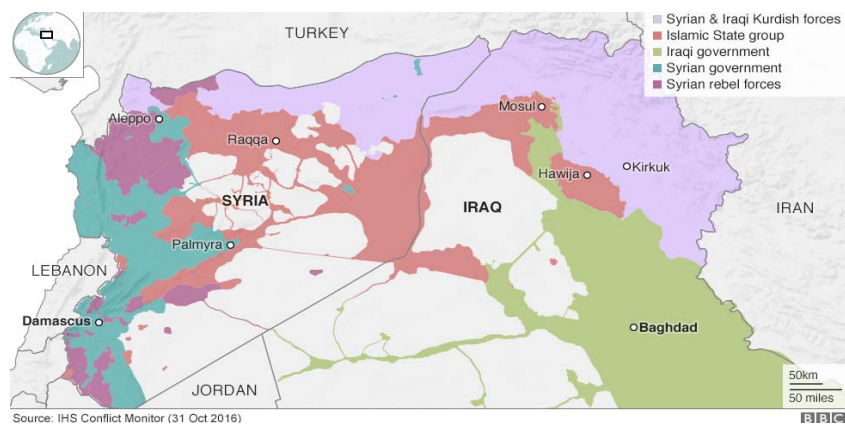 TURKEY
Syrian & Iraqi Kurdish forces
Islamic State group
Iraqi government
Syrian government
Syrian rebel forces
Aleppo
Mosul
Raqqa
Hawija
Kirkuk
SYRIA
IRAQ
IRAN
Palmyra
LEBANON
Damascus
Baghdad
JORDAN
50km
50 miles
Source: IHS Conflict Monitor (31 Oct 2016)
BBC